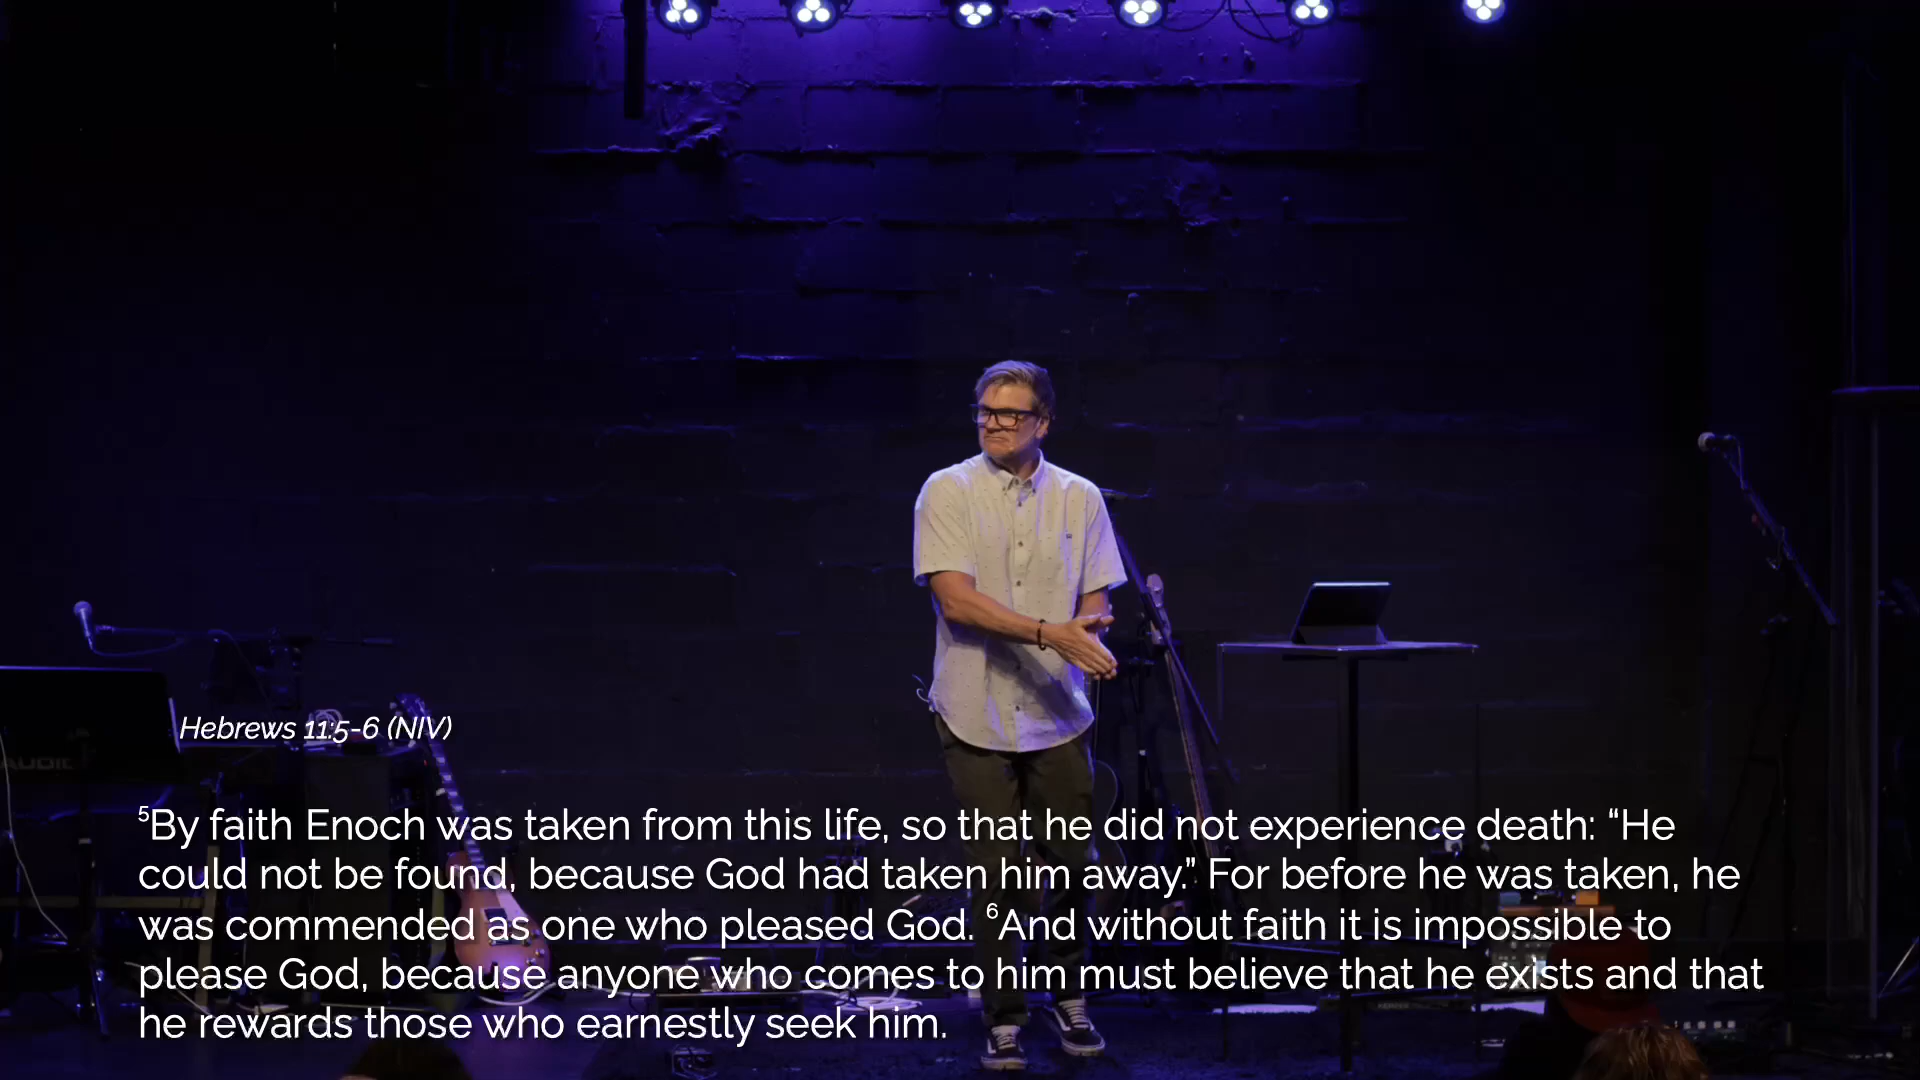 Hebrews 11:5-6 (NIV)
⁵By faith Enoch was taken from this life, so that he did not experience death: “He
could not be found, because God had taken him away.” For before he was taken, he
was commended as one who pleased God. ⁶And without faith it is impossible to
please God, because anyone who comes to him must believe that he exists and that
he rewards those who earnestly seek him.